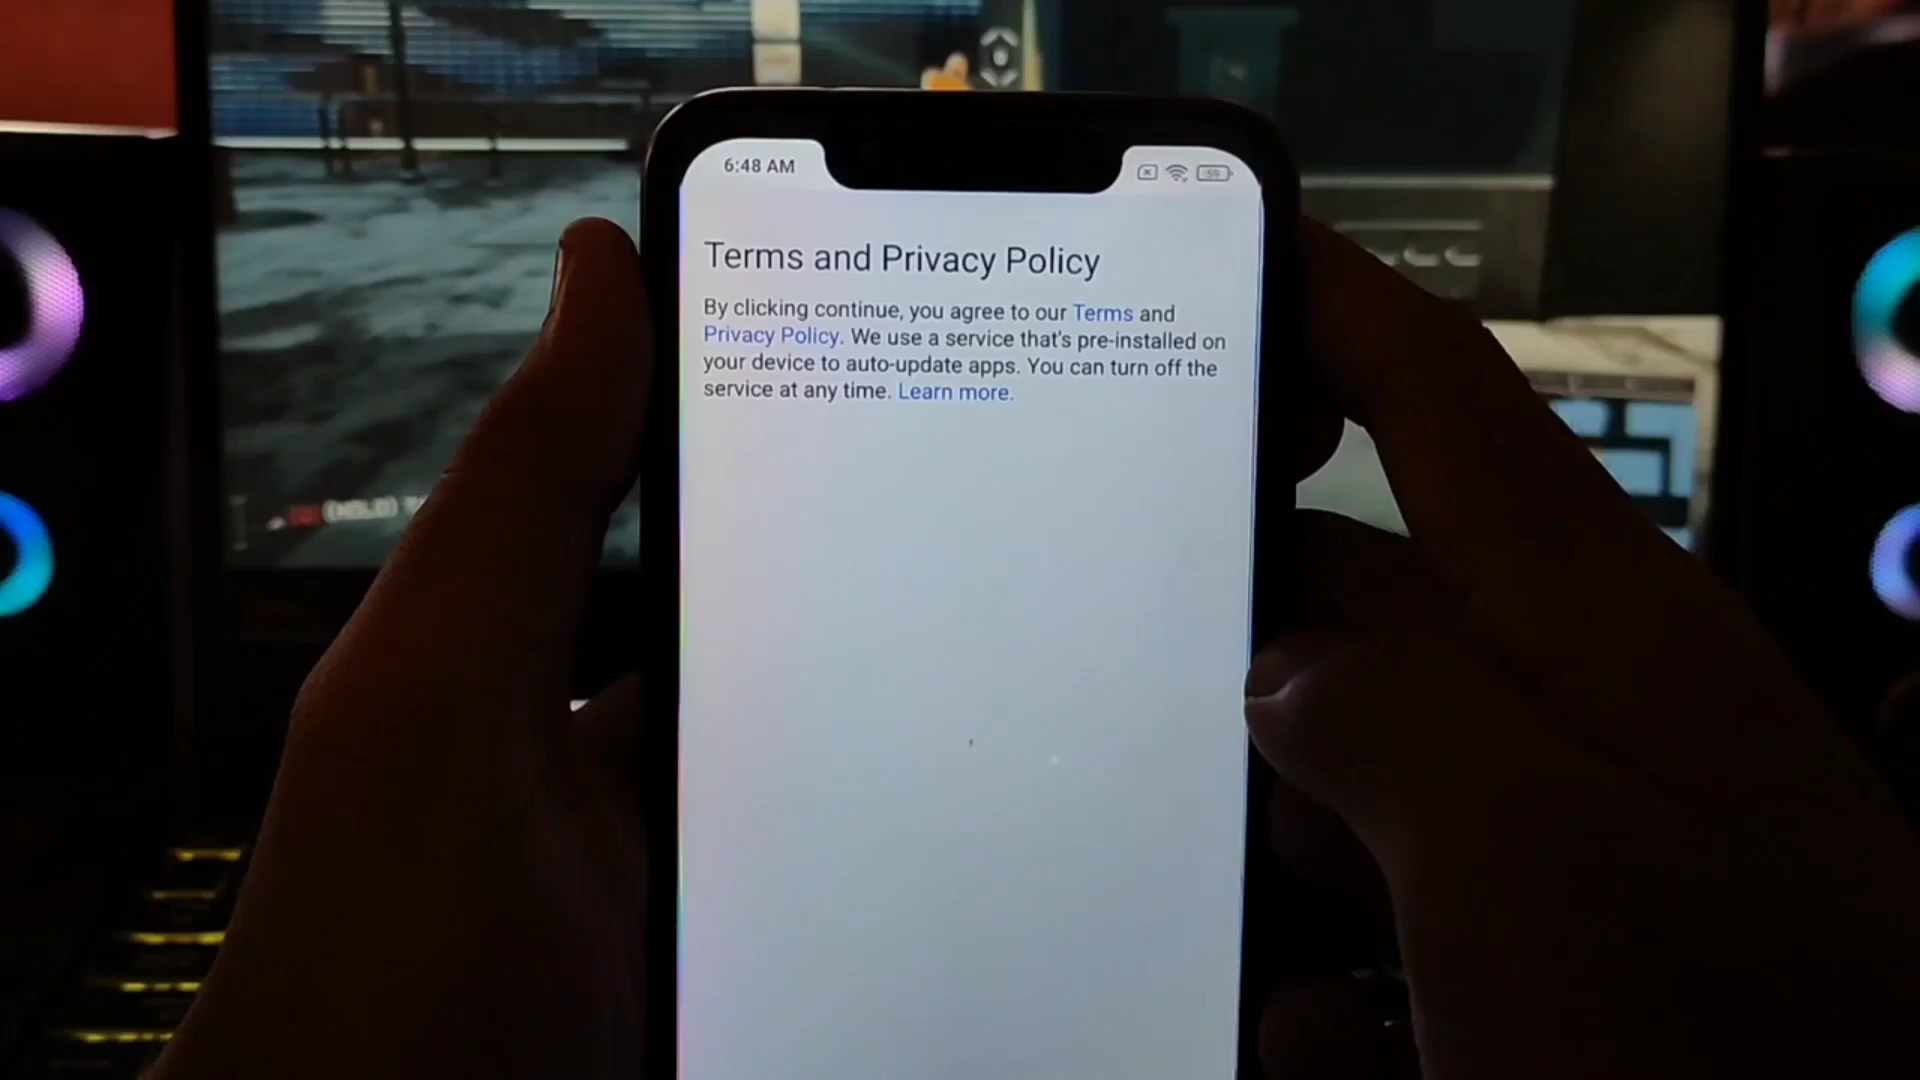 6:48 AM
59
Terms and Privacy Policy
By clicking continue, you agree to our Terms and
Privacy Policy. We use a service that's pre-installed on
your device to auto-update apps. You can turn off the
service at any time. Learn more.
(HOLD)